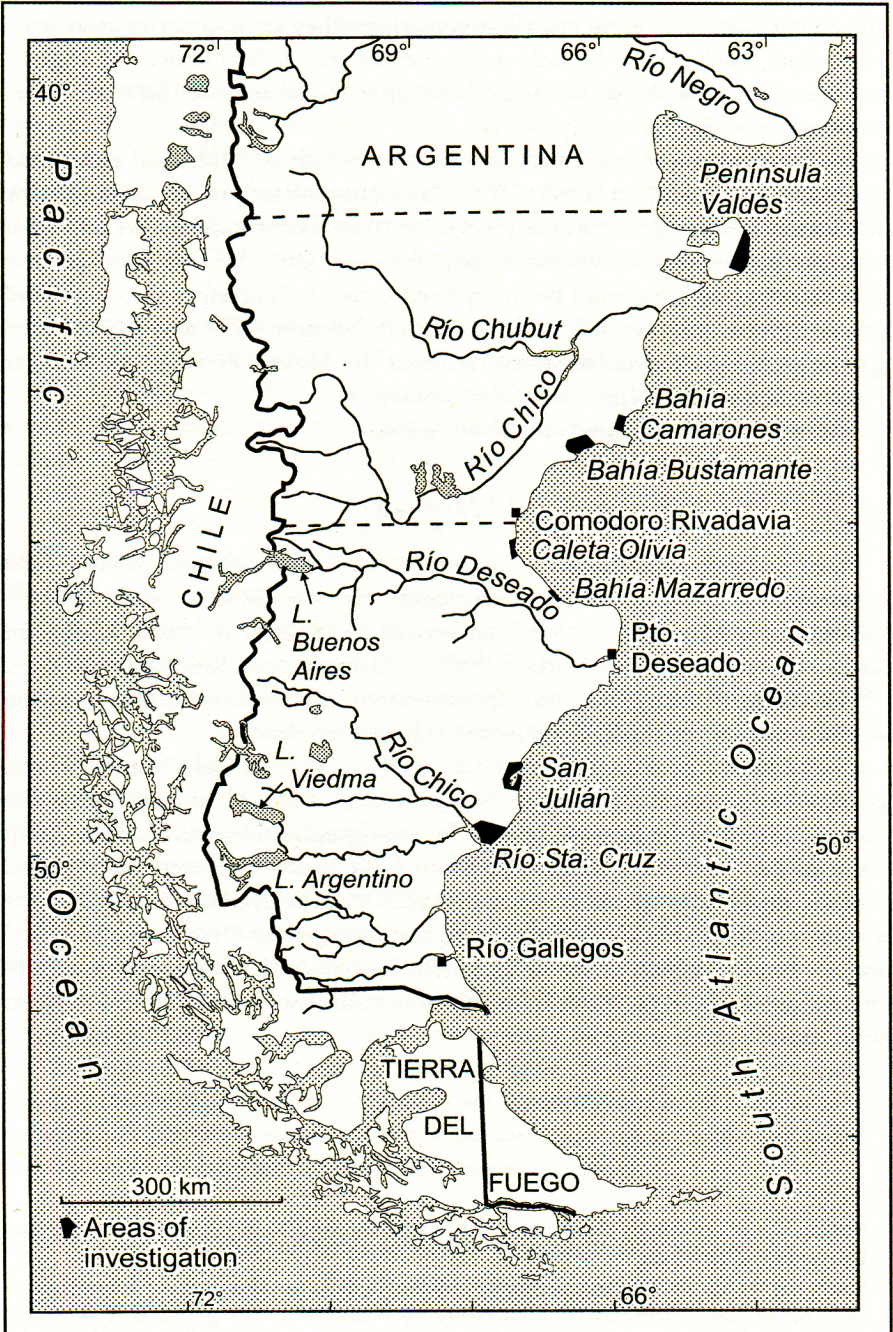 72°
69°
66°
63°
40°
Río Negro
ARGENTINA
Península
Valdés
Pacific
Río Chubut
Río Chico
Bahía
Camarones
Bahía Bustamante
CHILE
Comodoro Rivadavia
Caleta Olivia
Río Deseado
Bahía Mazarredo
L.
Buenos
Aires
Pto.
Deseado
Río Chico
L.
Viedma
San
Julián
50°
50°
Río Sta. Cruz
L. Argentino
Ocean
Río Gallegos
South Atlantic Ocean
TIERRA
DEL
FUEGO
300 km
Areas of
investigation
72°
66°